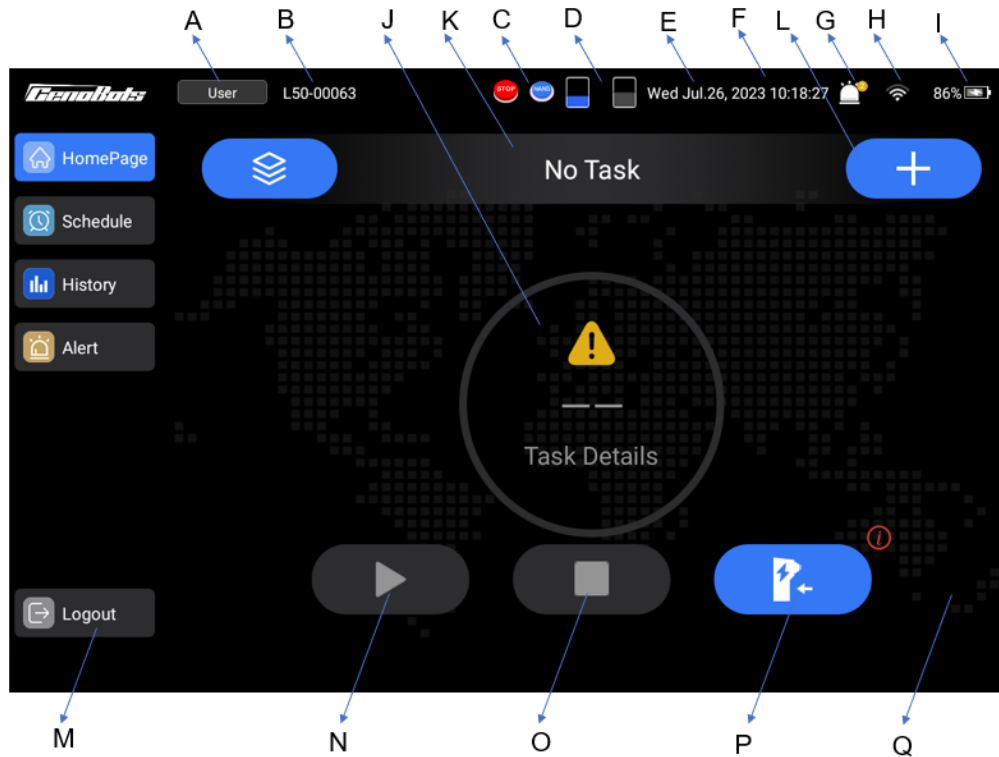 A B J K C D E F L G H I
GenoBots User L50-00063 STOP HAND Wed Jul.26, 2023 10:18:27 2 86%
HomePage
No Task
Schedule
History
Alert
Task Details
i
Logout
M N O P Q